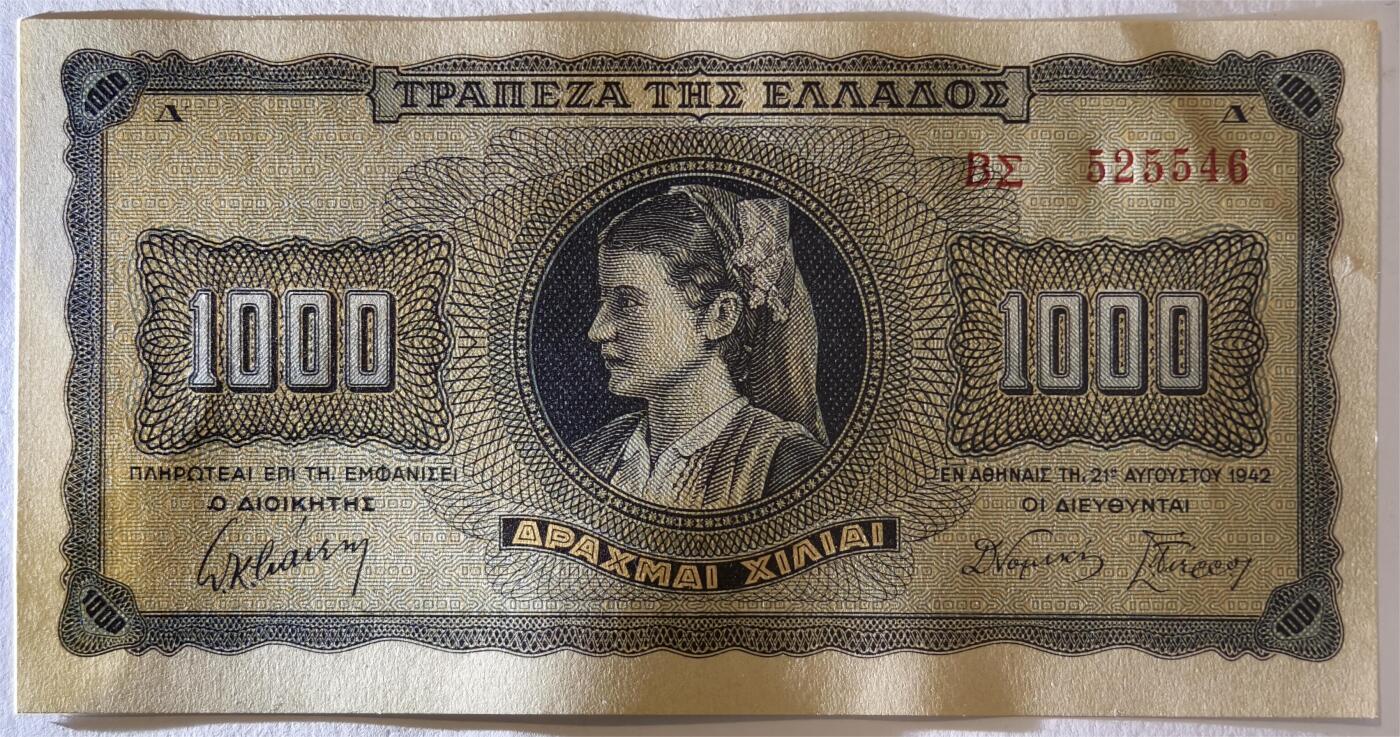 1000 ΤΡΑΠΕΖΑ ΤΗΣ ΕΛΛΑΔΟΣ 1000
Δ' Δ'
ΒΣ 525546
1000 1000
ΠΛΗΡΩΤΕΑΙ ΕΠΙ ΤΗ, ΕΜΦΑΝΙΣΕΙ
Ο ΔΙΟΙΚΗΤΗΣ
ΕΝ ΑΘΗΝΑΙΣ ΤΗ, 21ᴱ ΑΥΓΟΥΣΤΟΥ 1942
ΟΙ ΔΙΕΥΘΥΝΤΑΙ
ΔΡΑΧΜΑΙ ΧΙΛΙΑΙ
1000 1000